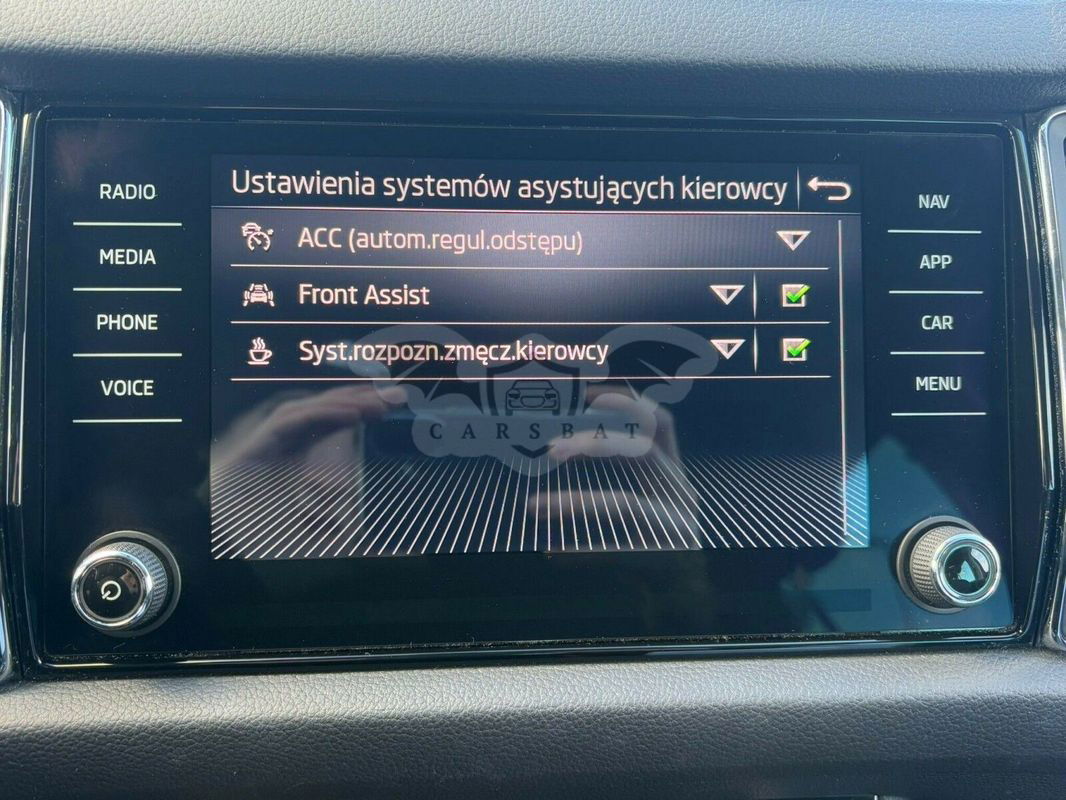 Ustawienia systemów asystujących kierowcy
ACC (autom.regul.odstępu)
Front Assist
Syst.rozpozn.zmęcz.kierowcy
RADIO
MEDIA
PHONE
VOICE
NAV
APP
CAR
MENU
CARSBAT